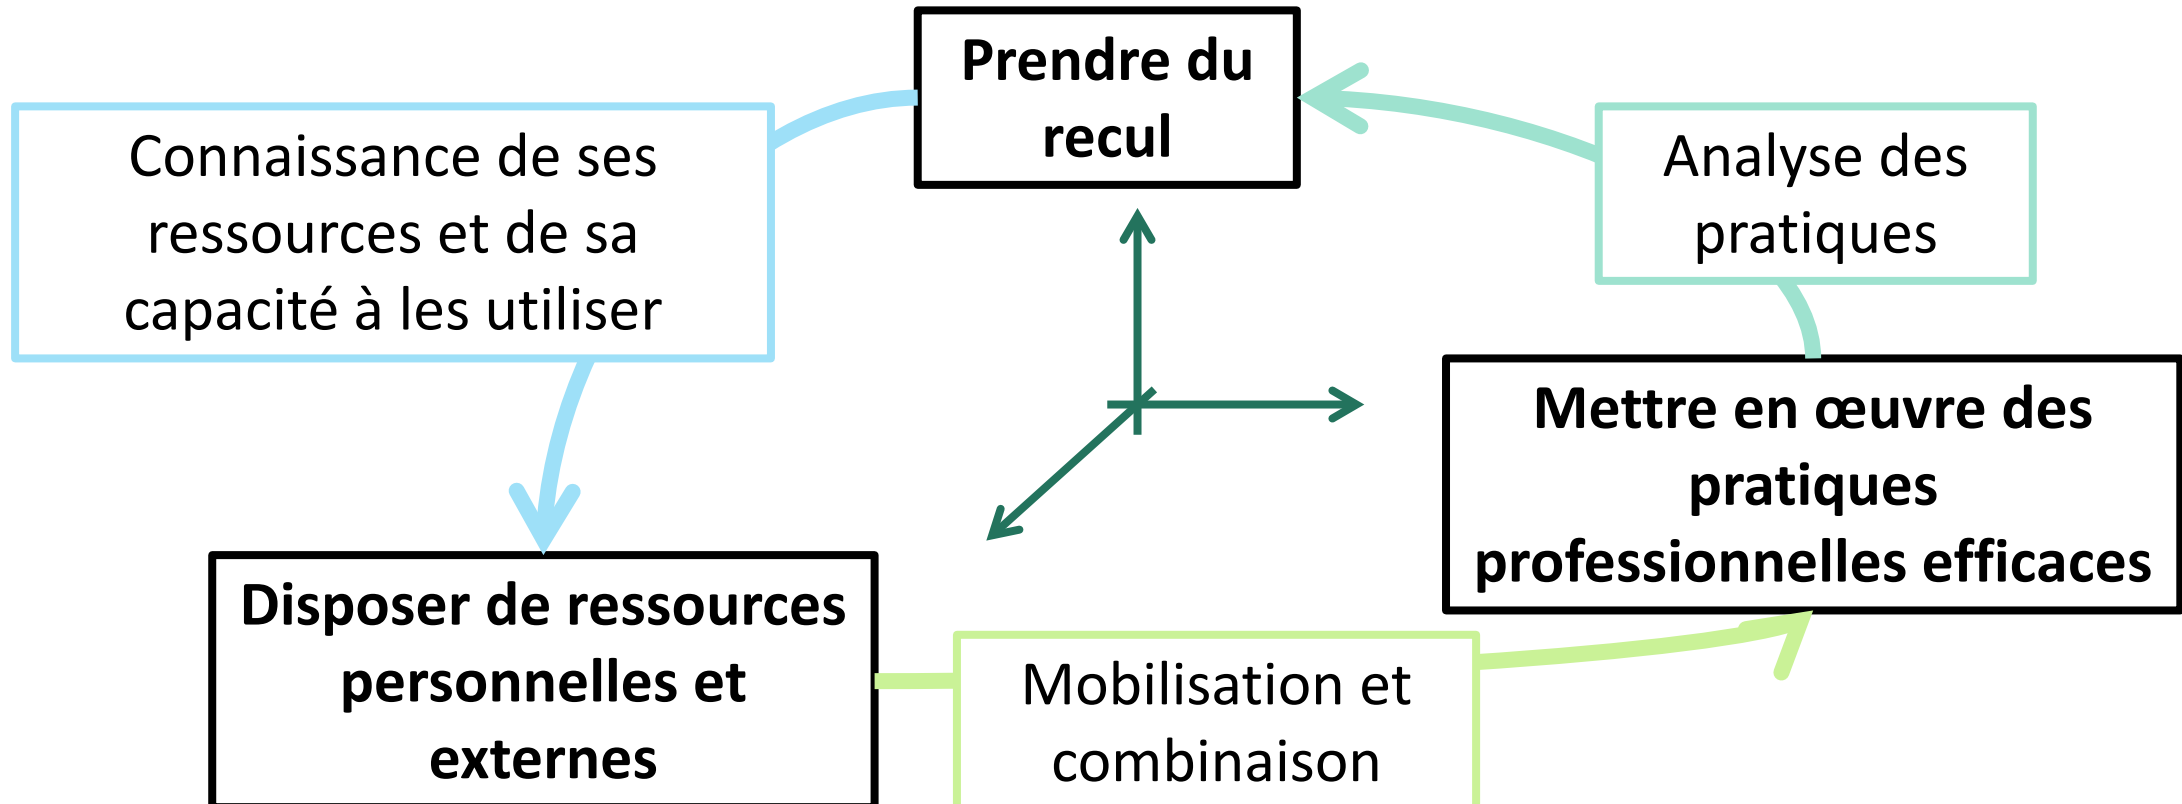 Prendre du
recul
Connaissance de ses
ressources et de sa
capacité à les utiliser
Analyse des
pratiques
Mettre en œuvre des
pratiques
professionnelles efficaces
Disposer de ressources
personnelles et
externes
Mobilisation et
combinaison